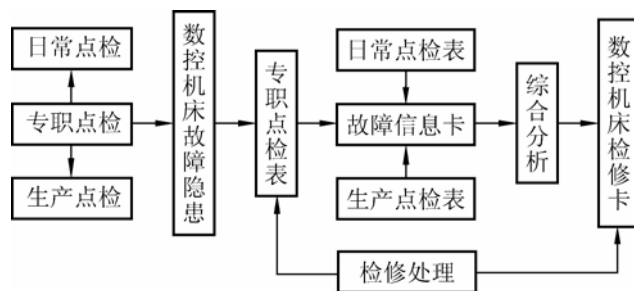 日常点检
专职点检
生产点检
数控机床故障隐患
专职点检表
日常点检表
故障信息卡
生产点检表
检修处理
综合分析
数控机床检修卡